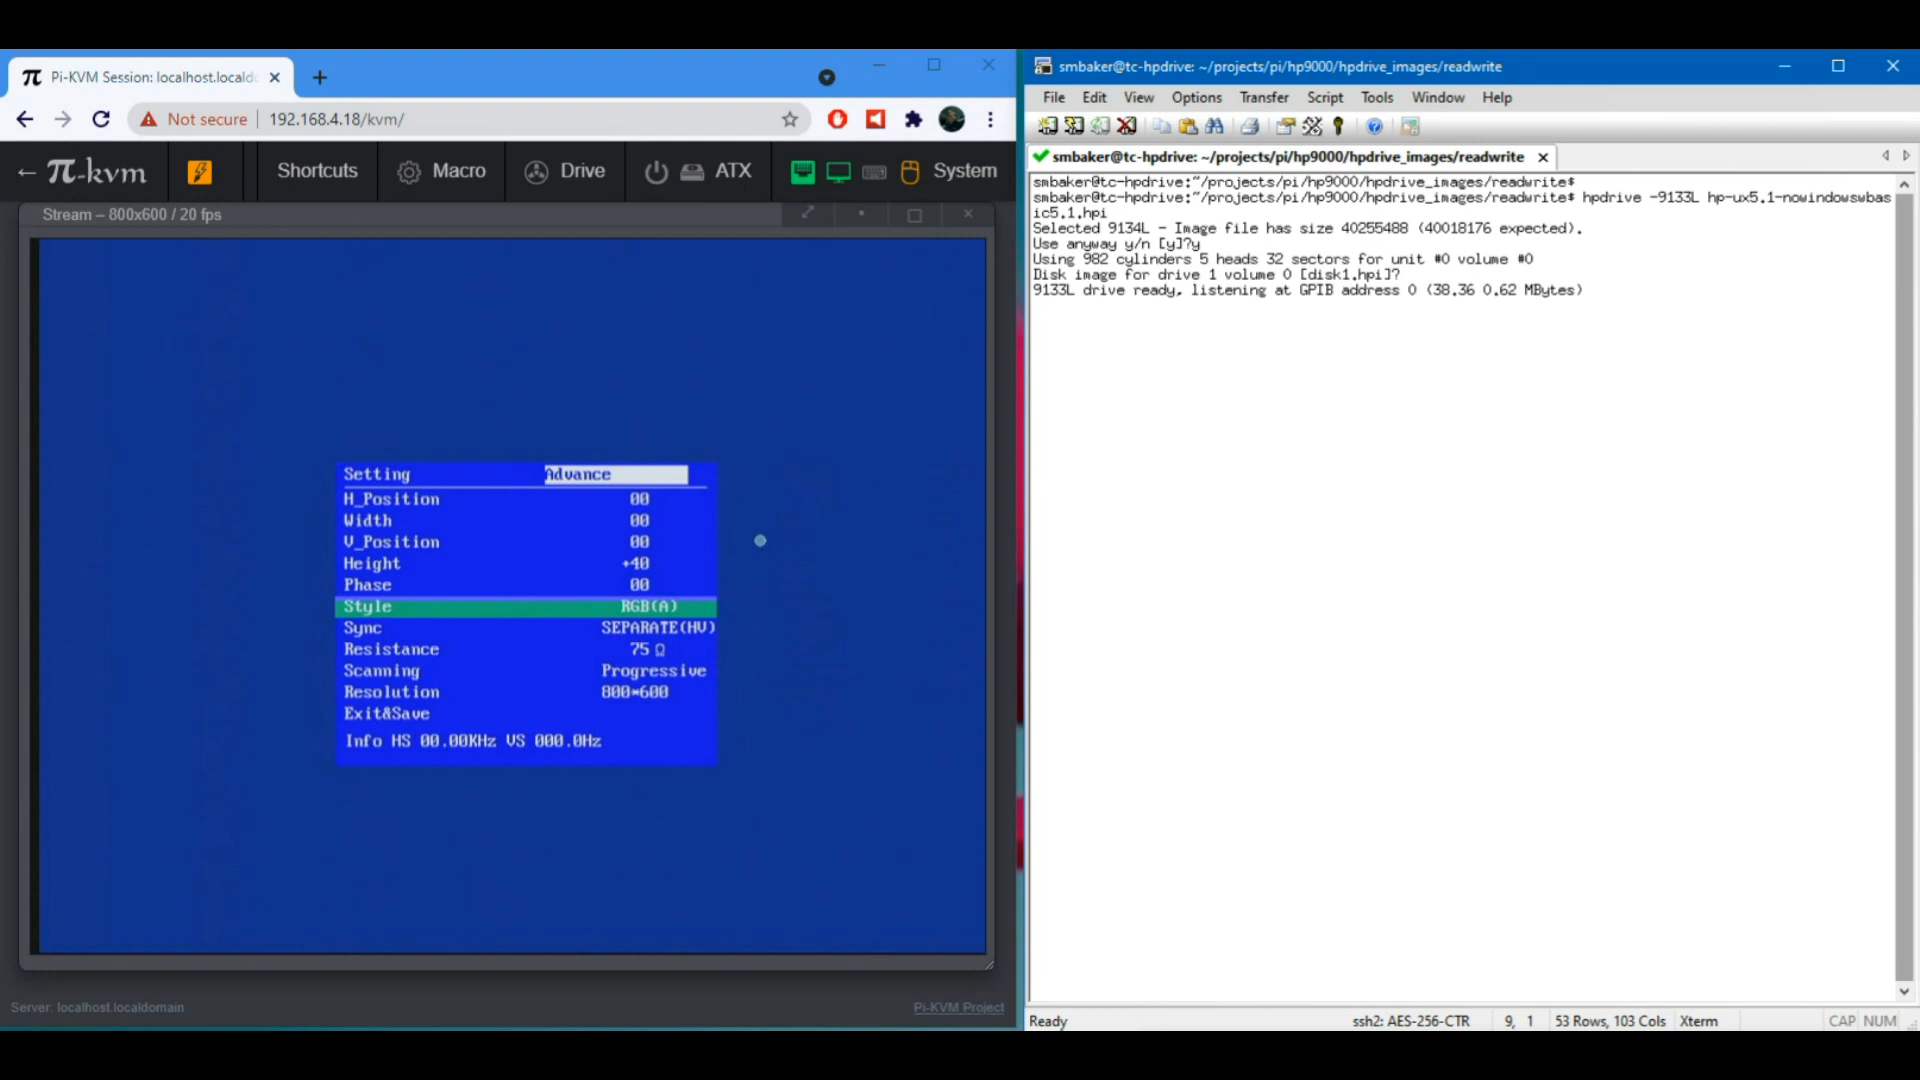 Pi-KVM Session: localhost.locald
Not secure
192.168.4.18/kvm/
π-kvm
Shortcuts
Macro
Drive
ATX
System
Stream – 800x600 / 20 fps
Setting Advance
H_Position 00
Width 00
V_Position 00
Height +40
Phase 00
Style RGB(A)
Sync SEPARATE(HV)
Resistance 75 Ω
Scanning Progressive
Resolution 800*600
Exit&Save
Info HS 00.00KHz VS 000.0Hz
Server: localhost.localdomain
Pi-KVM Project
smbaker@tc-hpdrive: ~/projects/pi/hp9000/hpdrive_images/readwrite
File Edit View Options Transfer Script Tools Window Help
smbaker@tc-hpdrive: ~/projects/pi/hp9000/hpdrive_images/readwrite
smbaker@tc-hpdrive:~/projects/pi/hp9000/hpdrive_images/readwrite$
smbaker@tc-hpdrive:~/projects/pi/hp9000/hpdrive_images/readwrite$ hpdrive -9133L hp-ux5.1-nowindowswbas
ic5.1.hpi
Selected 9134L - Image file has size 40255488 (40018176 expected).
Use anyway y/n [y]?y
Using 982 cylinders 5 heads 32 sectors for unit #0 volume #0
Disk image for drive 1 volume 0 [disk1.hpi]?
9133L drive ready, listening at GPIB address 0 (38.36 0.62 MBytes)
Ready
ssh2: AES-256-CTR
9, 1
53 Rows, 103 Cols
Xterm
CAP NUM